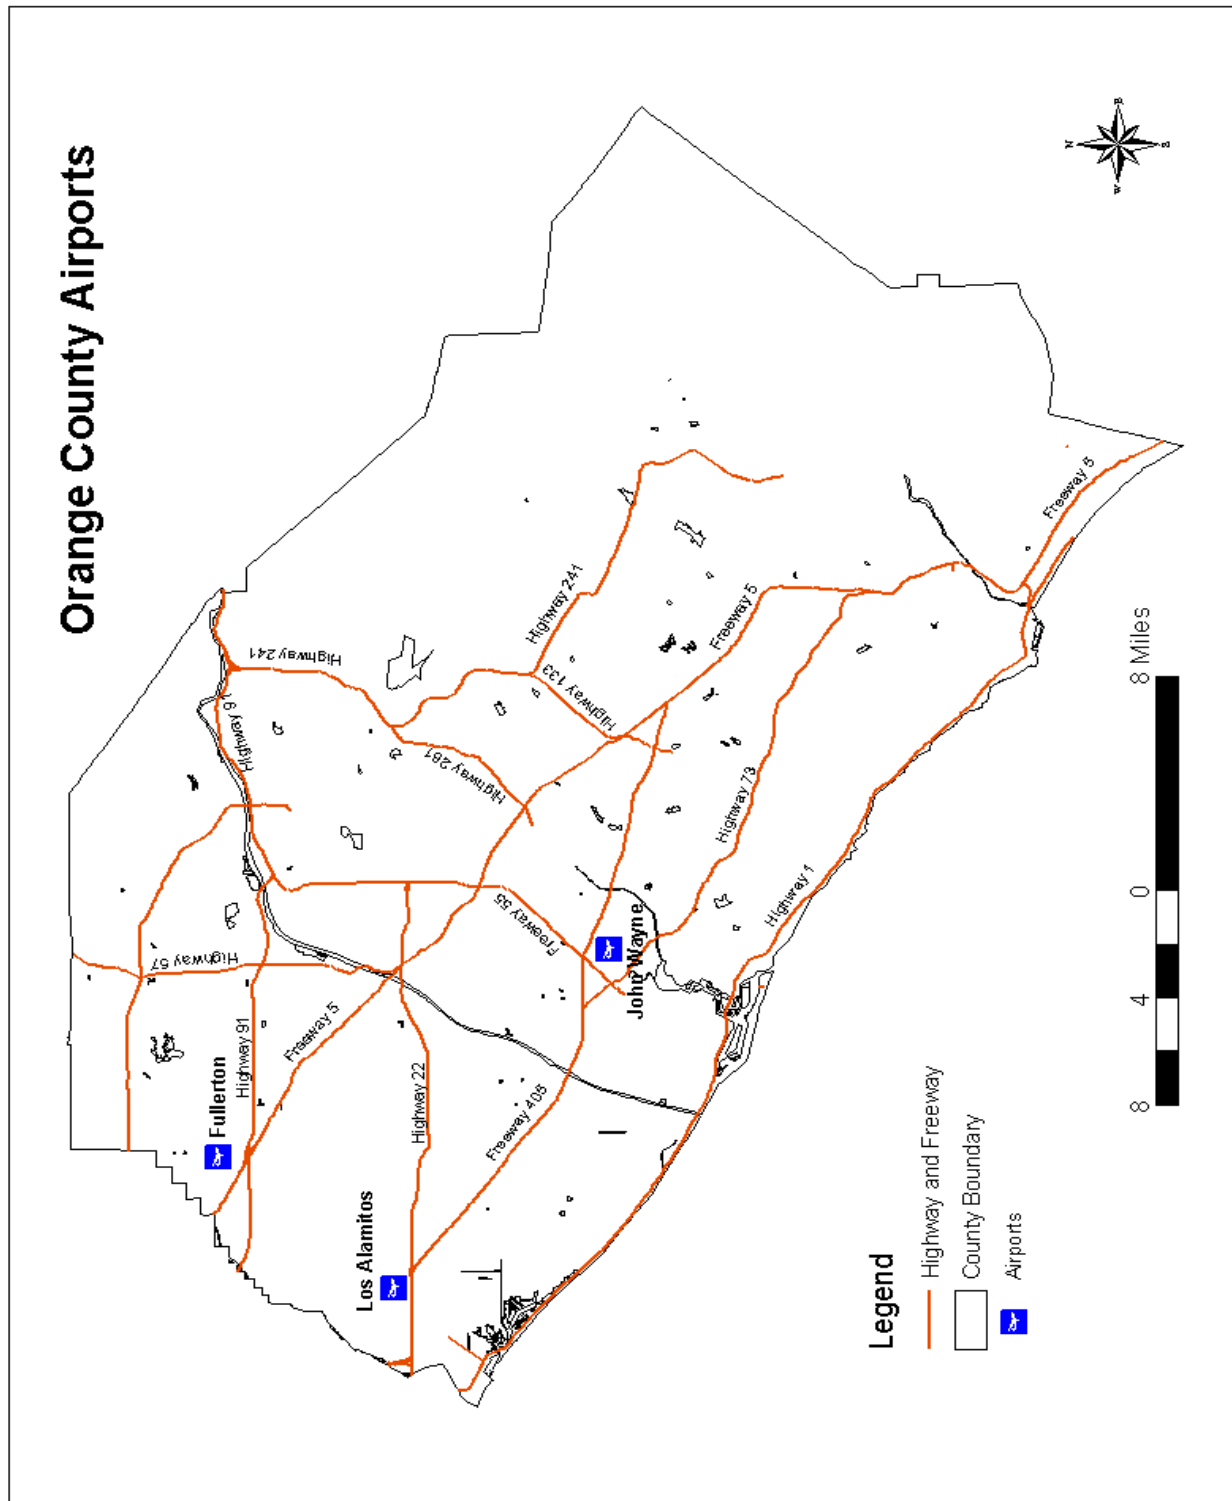 Orange County Airports
Highway 57
Fullerton
Highway 91
Highway 91
Highway 241
Freeway 5
Los Alamitos
Highway 22
Highway 261
Freeway 405
Freeway 55
Highway 241
Highway 133
John Wayne
Freeway 5
Highway 73
Highway 1
Freeway 5
N
W
E
S
Legend
Highway and Freeway
County Boundary
Airports
8 4 0 8 Miles